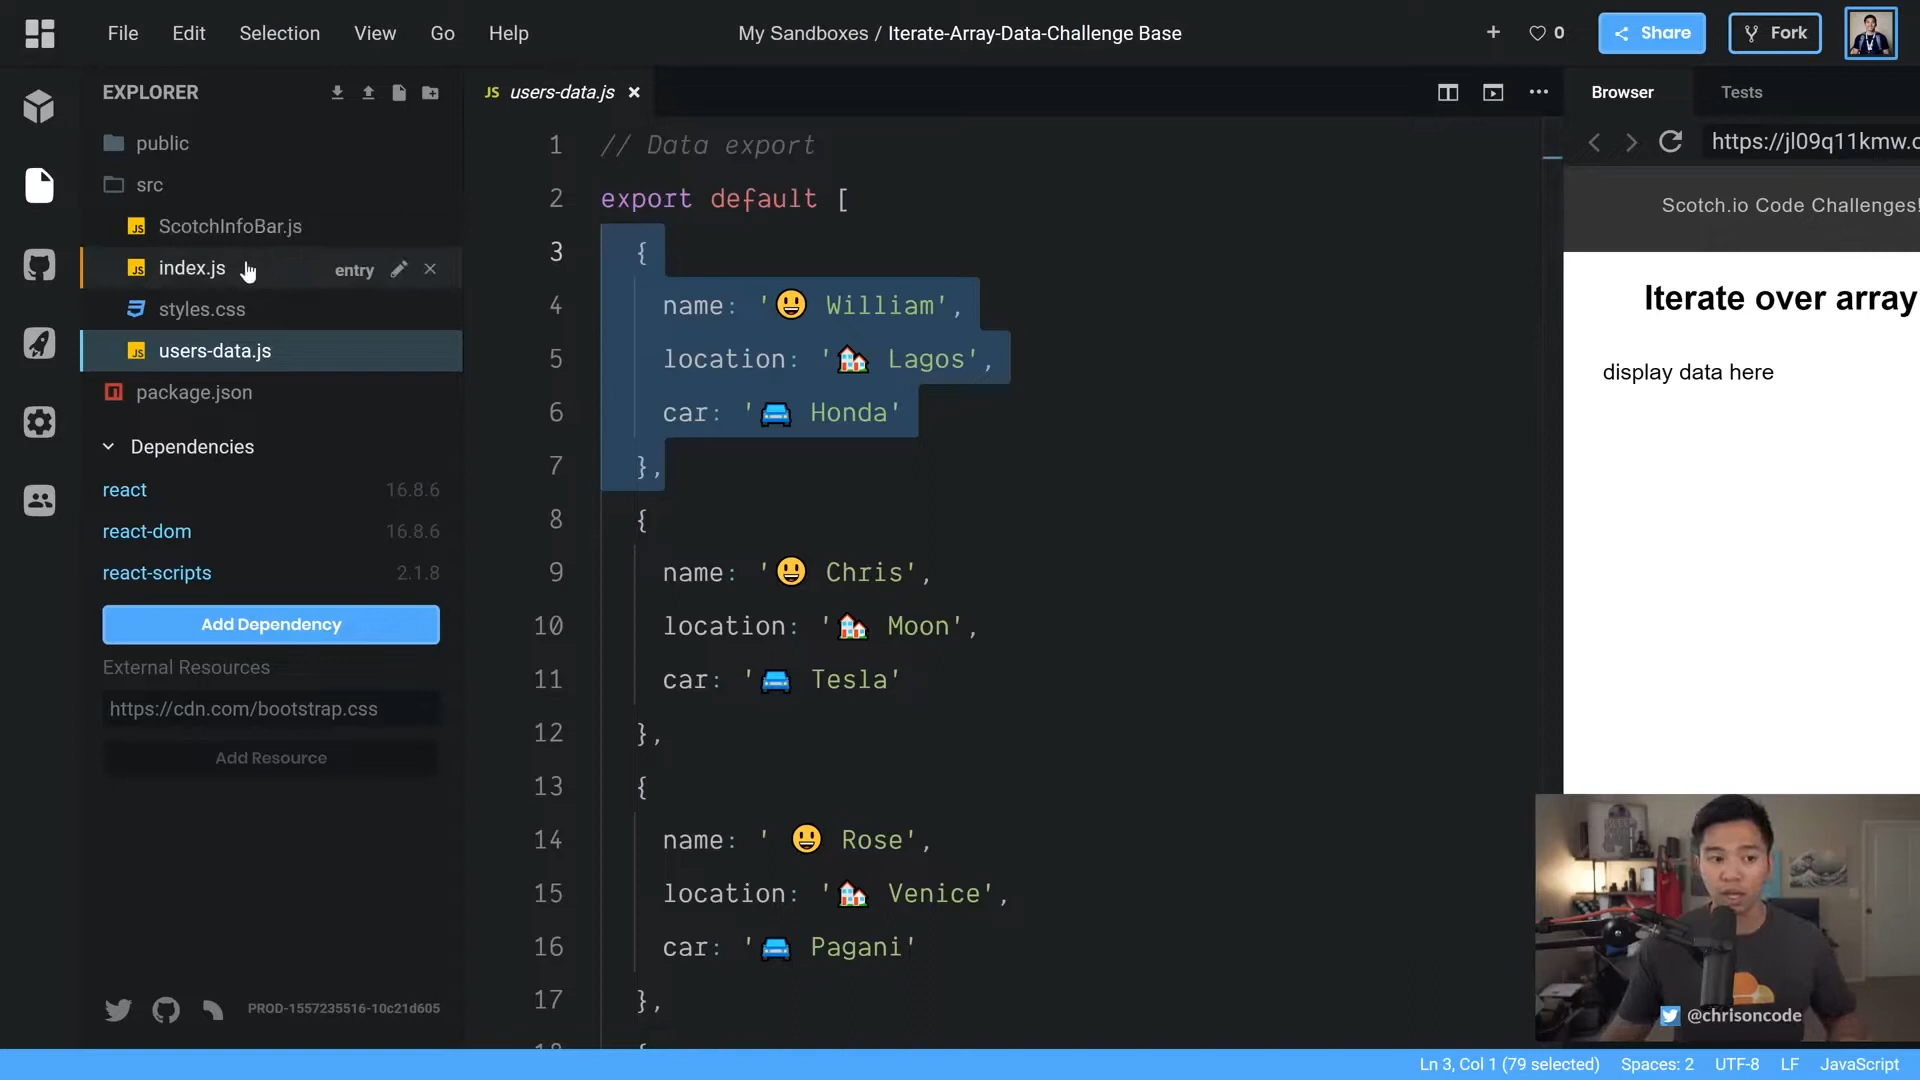 File Edit Selection View Go Help
My Sandboxes / Iterate-Array-Data-Challenge Base
+ 0 Share Fork
EXPLORER
public
src
JS ScotchInfoBar.js
JS index.js entry
styles.css
JS users-data.js
package.json
Dependencies
react 16.8.6
react-dom 16.8.6
react-scripts 2.1.8
Add Dependency
External Resources
https://cdn.com/bootstrap.css
Add Resource
PROD-1557235516-10c21d605
JS users-data.js ×
1 // Data export
2 export default [
3 {
4 name: '😃 William',
5 location: '🏠 Lagos',
6 car: '🚘 Honda'
7 },
8 {
9 name: '😃 Chris',
10 location: '🏠 Moon',
11 car: '🚘 Tesla'
12 },
13 {
14 name: ' 😃 Rose',
15 location: '🏠 Venice',
16 car: '🚘 Pagani'
17 },
18 {
Browser Tests
https://jl09q11kmw.c
Scotch.io Code Challenges!
Iterate over array
display data here
@chrisoncode
Ln 3, Col 1 (79 selected) Spaces: 2 UTF-8 LF JavaScript